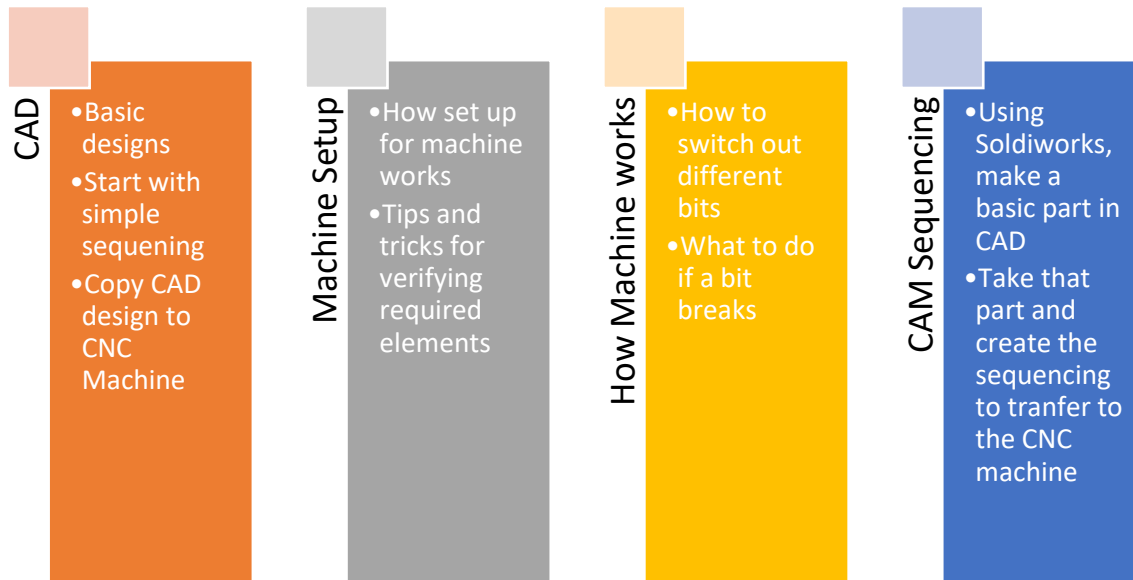 CAD
•Basic
designs
•Start with
simple
sequening
•Copy CAD
design to
CNC
Machine
Machine Setup
•How set up
for machine
works
•Tips and
tricks for
verifying
required
elements
How Machine works
•How to
switch out
different
bits
•What to do
if a bit
breaks
CAM Sequencing
•Using
Soldiworks,
make a
basic part in
CAD
•Take that
part and
create the
sequencing
to tranfer to
the CNC
machine